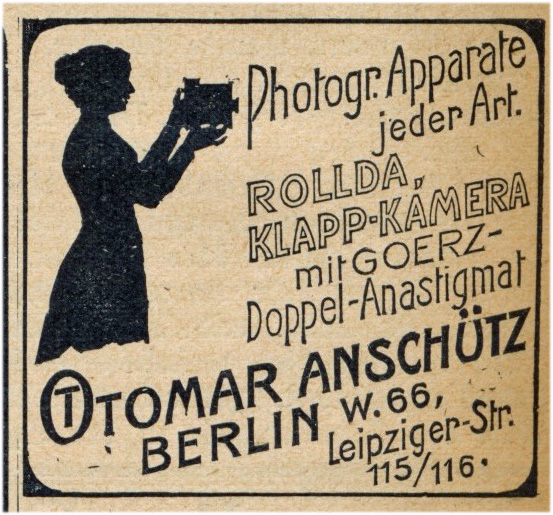 Photogr. Apparate
jeder Art.
ROLLDA,
KLAPP-KAMERA
mit GOERZ-
Doppel-Anastigmat
OTTOMAR ANSCHÜTZ
BERLIN W. 66,
Leipziger-Str.
115/116.